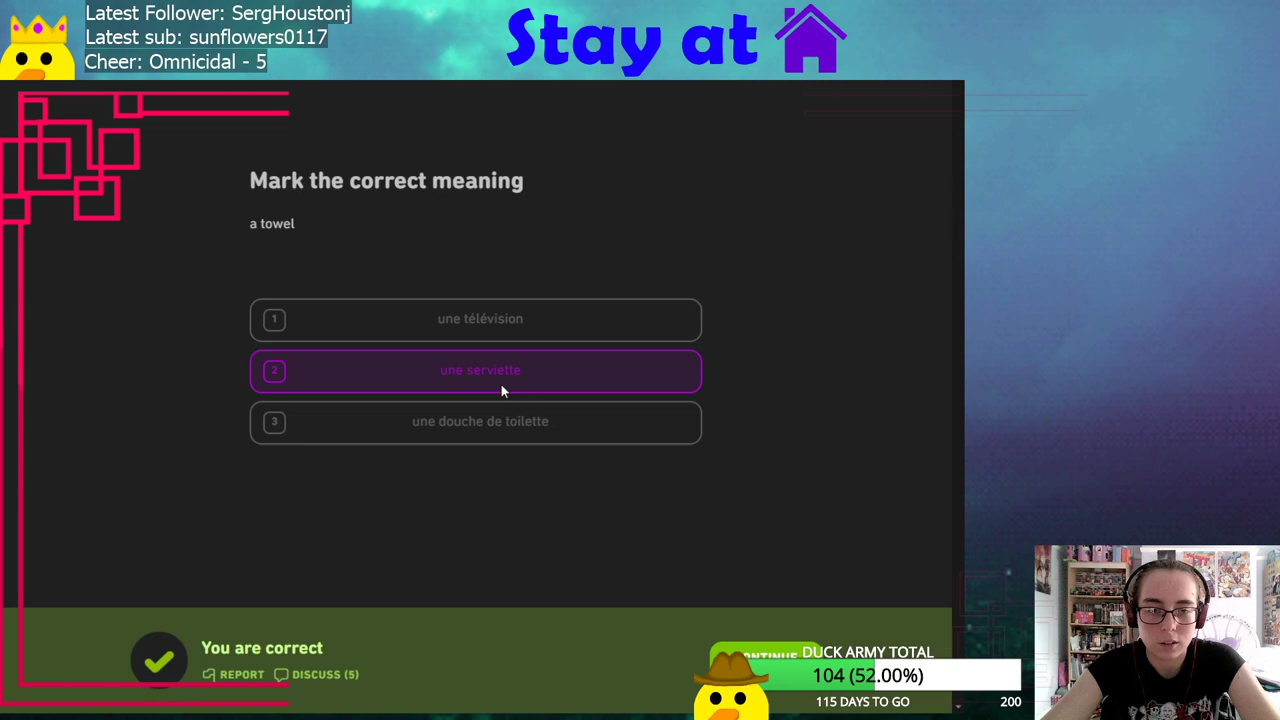 Latest Follower: SergHoustonj
Latest sub: sunflowers0117
Cheer: Omnicidal - 5
Stay at
Mark the correct meaning
a towel
1 une télévision
2 une serviette
3 une douche de toilette
You are correct
REPORT DISCUSS (5)
DUCK ARMY TOTAL
104 (52.00%)
115 DAYS TO GO 200